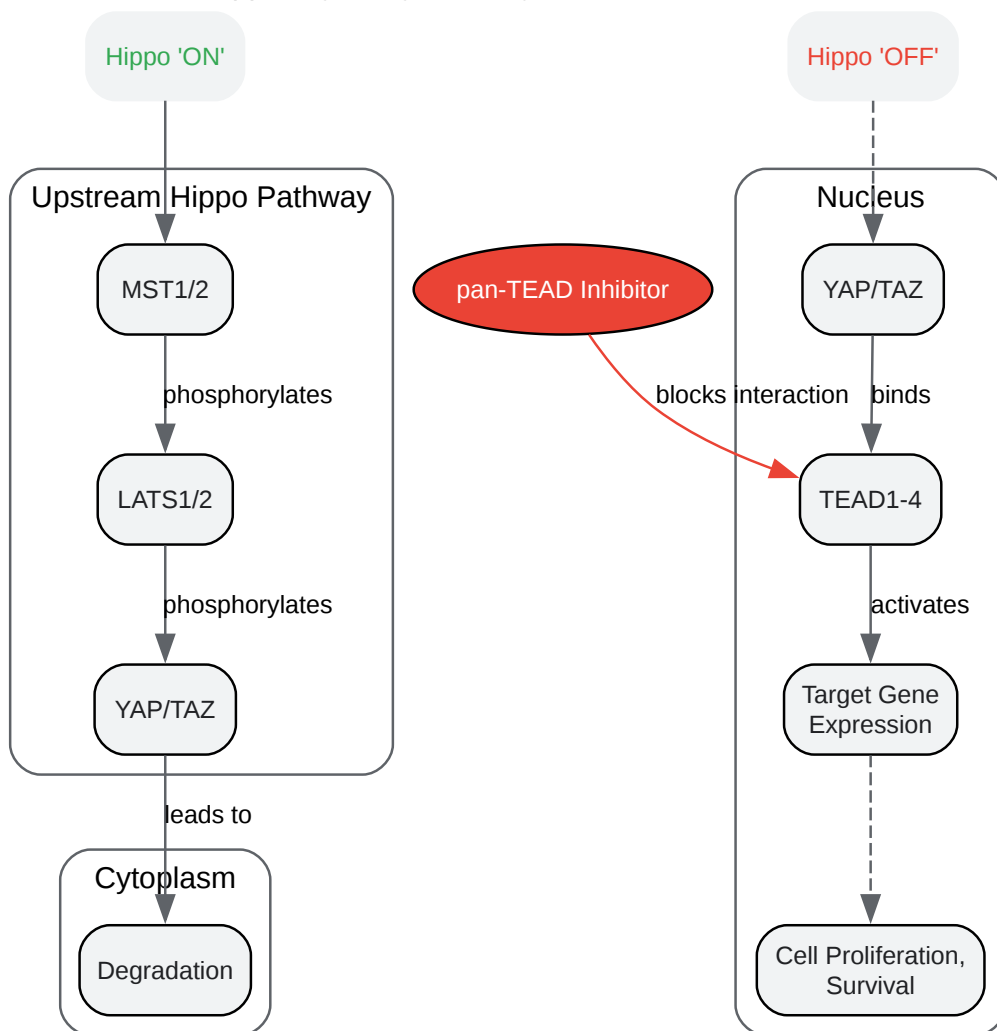 Hippo 'ON'
Hippo 'OFF'
Upstream Hippo Pathway
Nucleus
MST1/2
pan-TEAD Inhibitor
YAP/TAZ
phosphorylates
blocks interaction
binds
LATS1/2
TEAD1-4
phosphorylates
activates
YAP/TAZ
Target Gene
Expression
leads to
Cytoplasm
Degradation
Cell Proliferation,
Survival